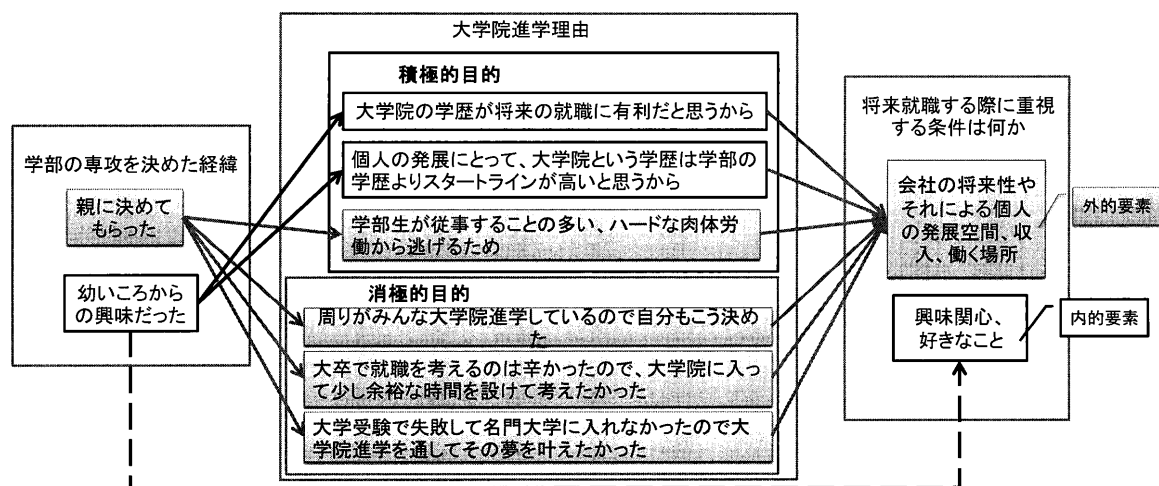 大学院進学理由
積極的目的
大学院の学歴が将来の就職に有利だと思うから
個人の発展にとって、大学院という学歴は学部の
学歴よりスタートラインが高いと思うから
学部生が従事することの多い、ハードな肉体労
働から逃げるため
消極的目的
周りがみんな大学院進学しているので自分もこう決め
た
大卒で就職を考えるのは辛かったので、大学院に入っ
て少し余裕な時間を設けて考えたかった
大学受験で失敗して名門大学に入れなかったので大
学院進学を通してその夢を叶えたかった
学部の専攻を決めた経緯
親に決めて
もらった
幼いころから
の興味だった
将来就職する際に重視
する条件は何か
会社の将来性や
それによる個人
の発展空間、収
入、働く場所
外的要素
興味関心、
好きなこと
内的要素